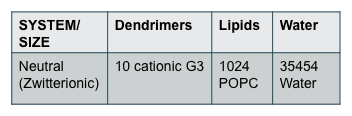 SYSTEM/ Dendrimers Lipids Water
SIZE
Neutral 10 cationic G3 1024 35454
(Zwitterionic) POPC Water